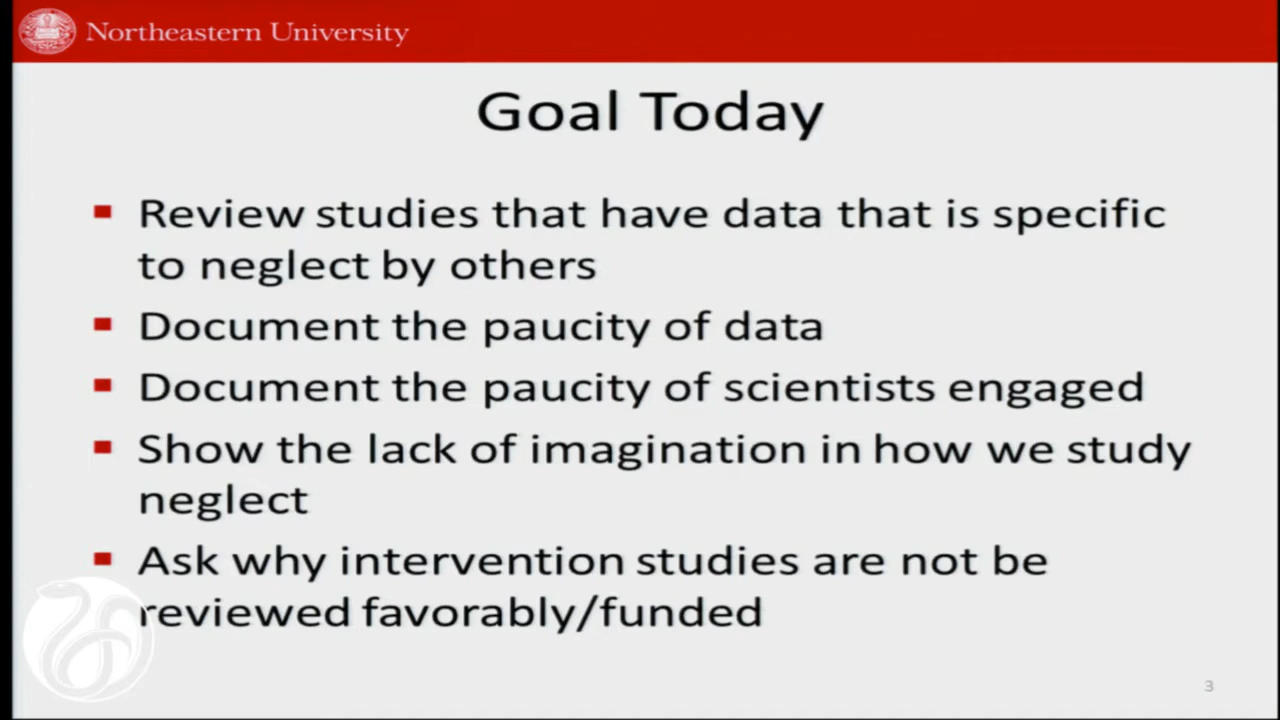 Northeastern University
Goal Today
Review studies that have data that is specific
to neglect by others
Document the paucity of data
Document the paucity of scientists engaged
Show the lack of imagination in how we study
neglect
Ask why intervention studies are not be
reviewed favorably/funded
3